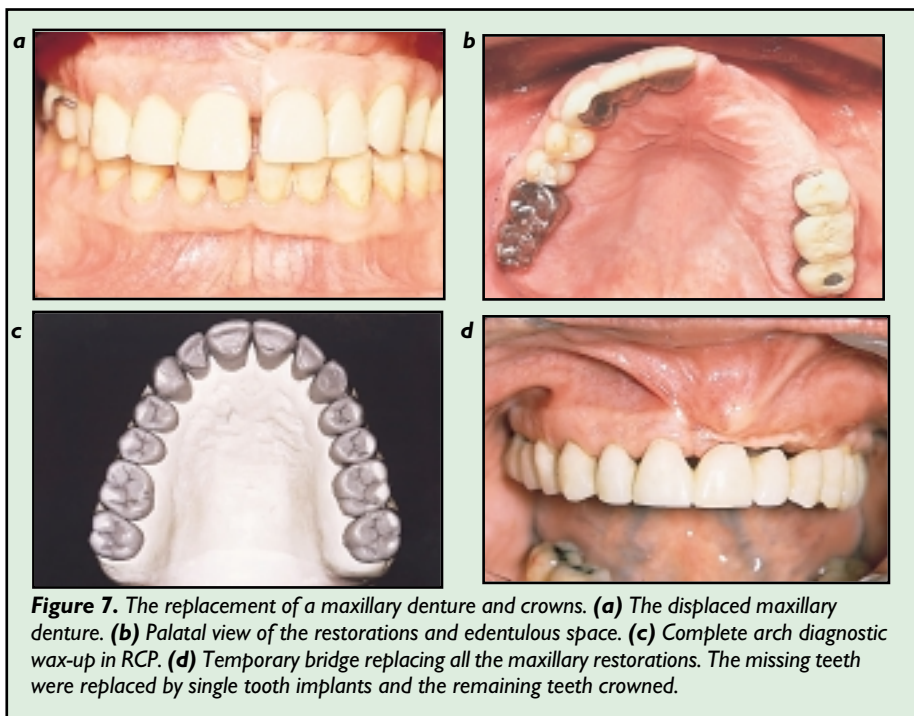 a
b
c
d
Figure 7. The replacement of a maxillary denture and crowns. (a) The displaced maxillary
denture. (b) Palatal view of the restorations and edentulous space. (c) Complete arch diagnostic
wax-up in RCP. (d) Temporary bridge replacing all the maxillary restorations. The missing teeth
were replaced by single tooth implants and the remaining teeth crowned.